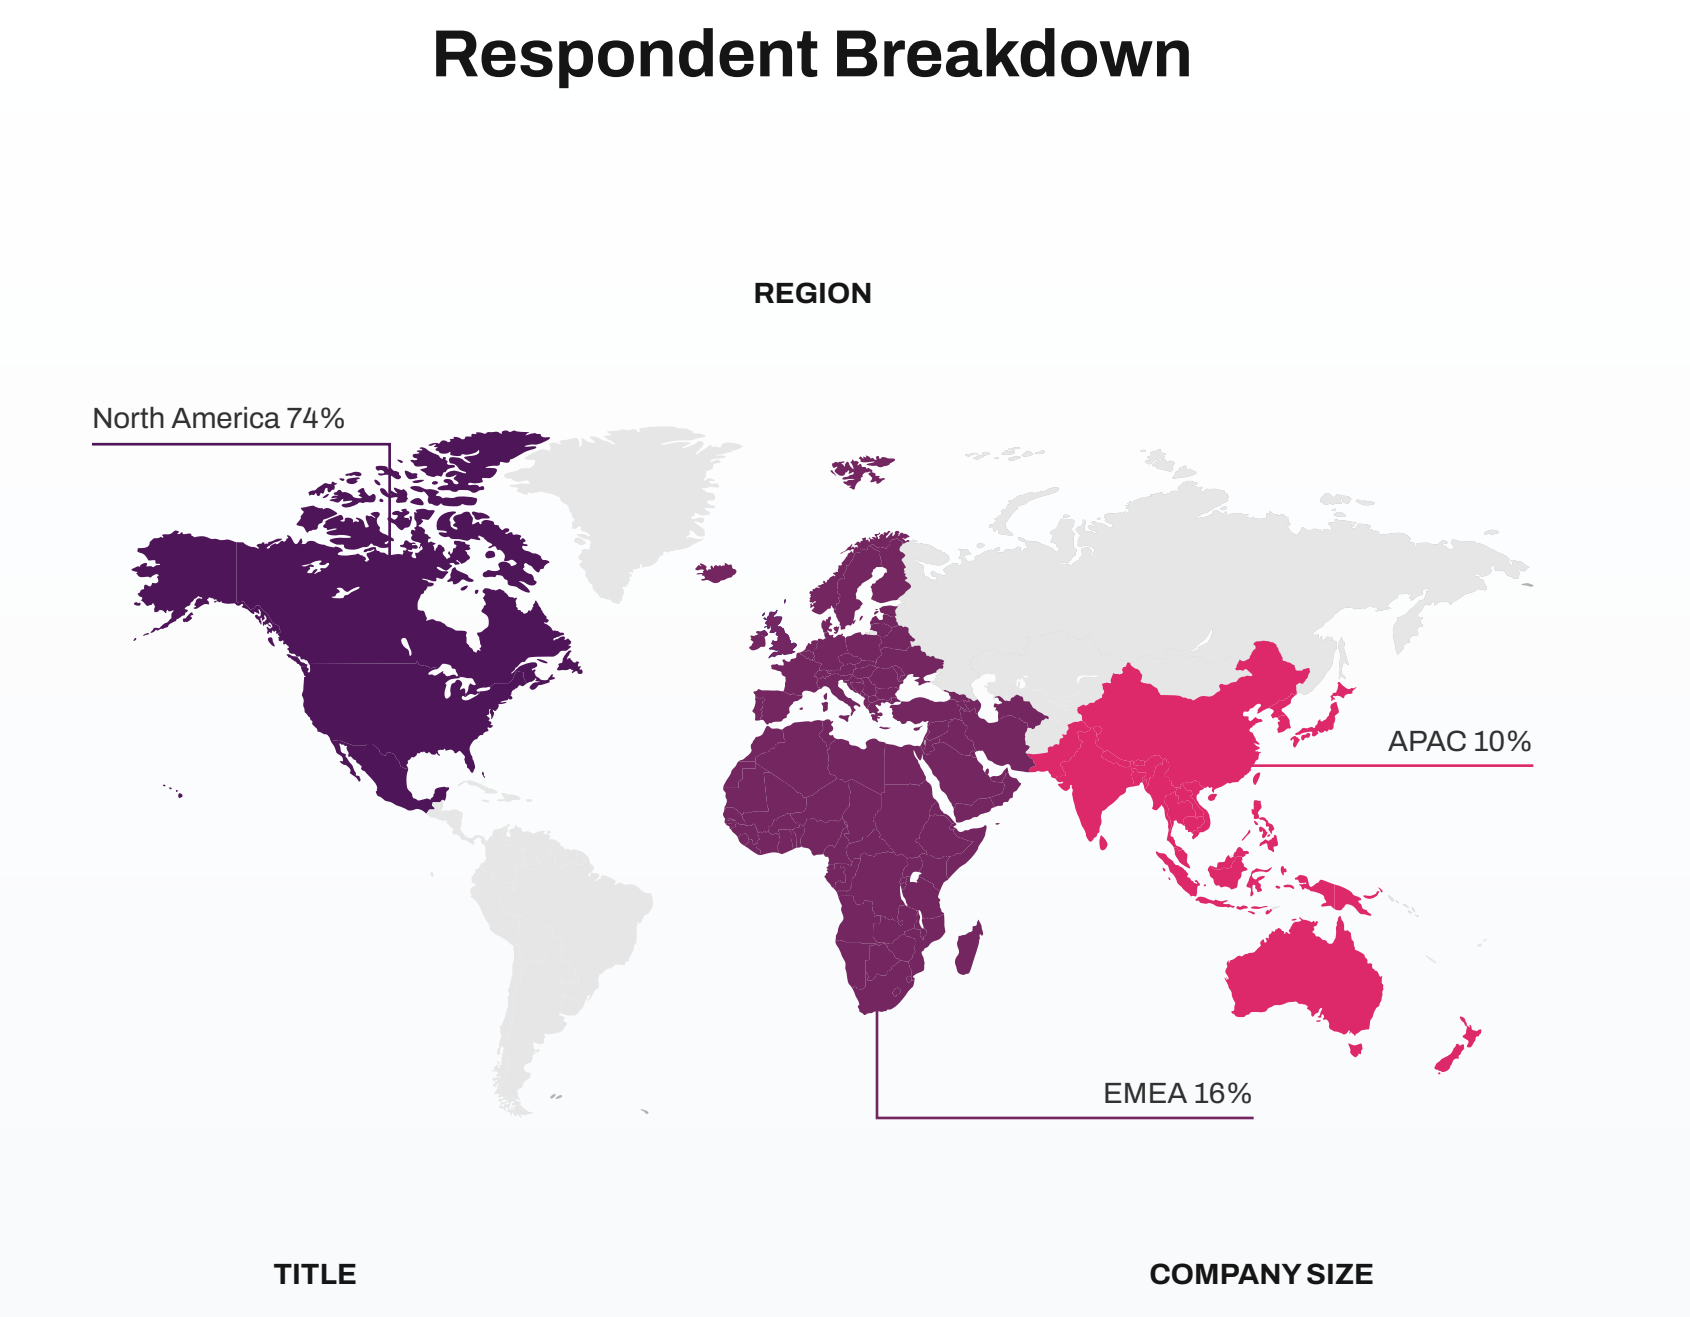 Respondent Breakdown
REGION
North America 74%
APAC 10%
EMEA 16%
TITLE
COMPANY SIZE